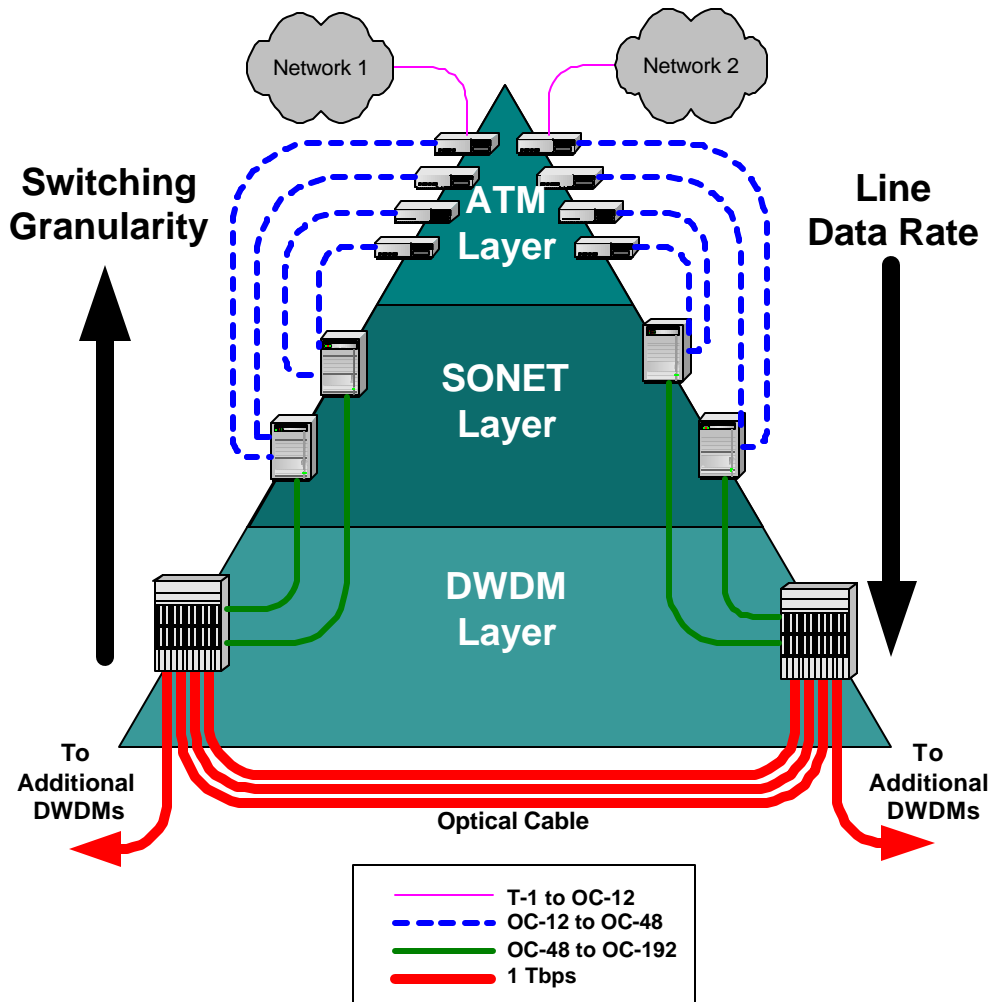 Network 1
Network 2
Switching
Granularity
Line
Data Rate
ATM
Layer
SONET
Layer
DWDM
Layer
To
Additional
DWDMs
To
Additional
DWDMs
Optical Cable
T-1 to OC-12
OC-12 to OC-48
OC-48 to OC-192
1 Tbps